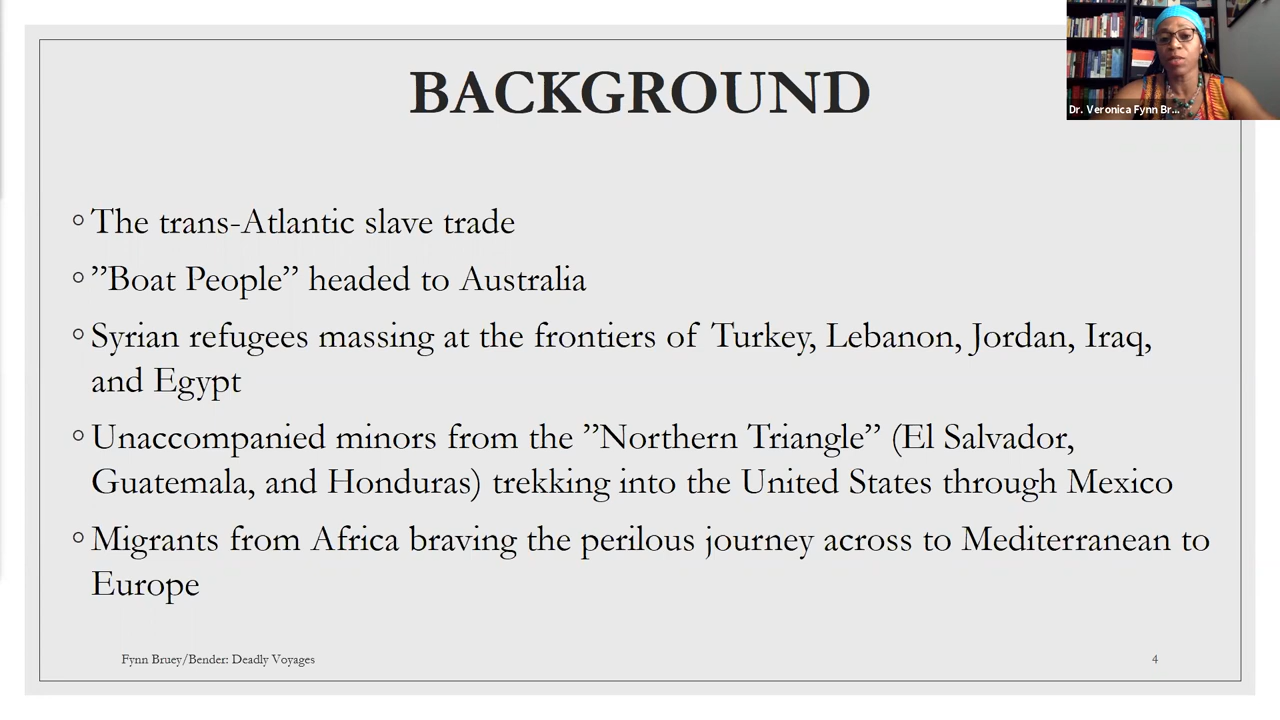 BACKGROUND
Dr. Veronica Fynn Br...
◦ The trans-Atlantic slave trade
◦ ”Boat People” headed to Australia
◦ Syrian refugees massing at the frontiers of Turkey, Lebanon, Jordan, Iraq,
and Egypt
◦ Unaccompanied minors from the ”Northern Triangle” (El Salvador,
Guatemala, and Honduras) trekking into the United States through Mexico
◦ Migrants from Africa braving the perilous journey across to Mediterranean to
Europe
Fynn Bruey/Bender: Deadly Voyages
4